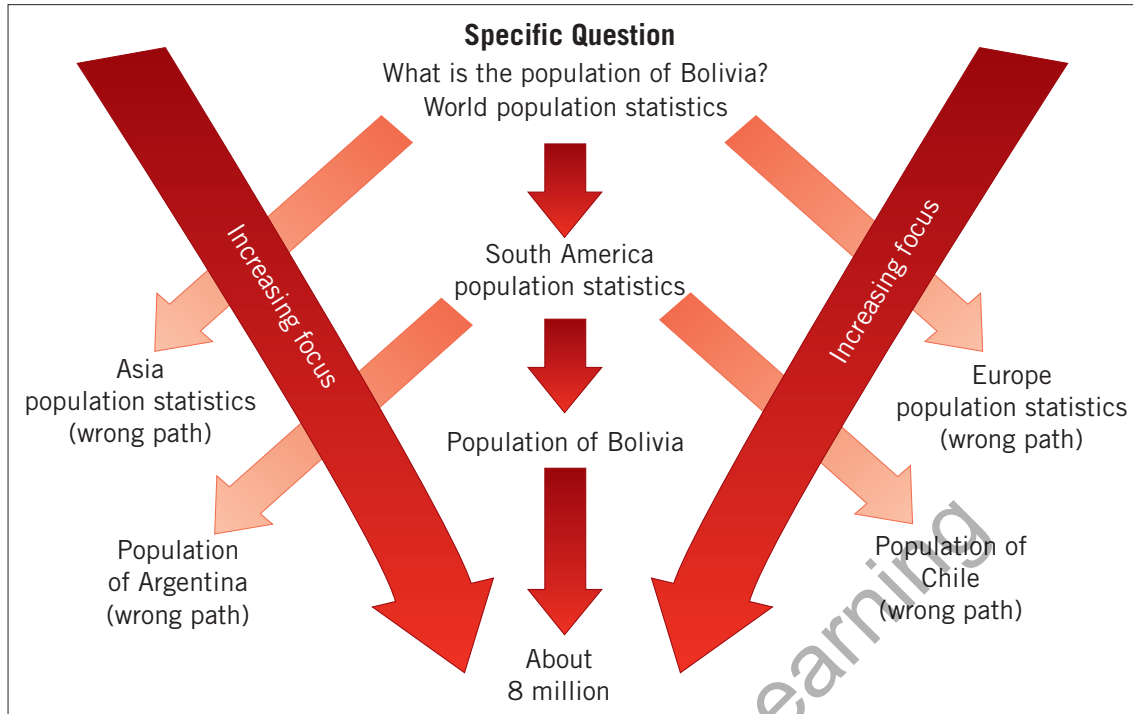 Specific Question
What is the population of Bolivia?
World population statistics
Increasing focus
Increasing focus
South America
population statistics
Asia
population statistics
(wrong path)
Europe
population statistics
(wrong path)
Population of Bolivia
Population
of Argentina
(wrong path)
Population of
Chile
(wrong path)
About
8 million
earning